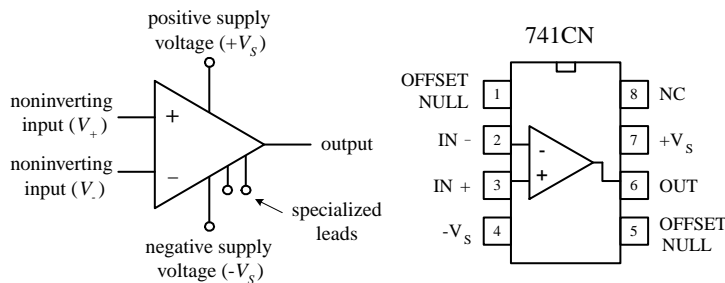 positive supply
voltage (+V_S)
noninverting
input (V_+)
+
noninverting
input (V_-)
−
output
specialized
leads
negative supply
voltage (-V_S)
741CN
OFFSET
NULL
1
8
NC
IN -
2
-
7
+V_S
IN +
3
+
6
OUT
-V_S
4
5
OFFSET
NULL